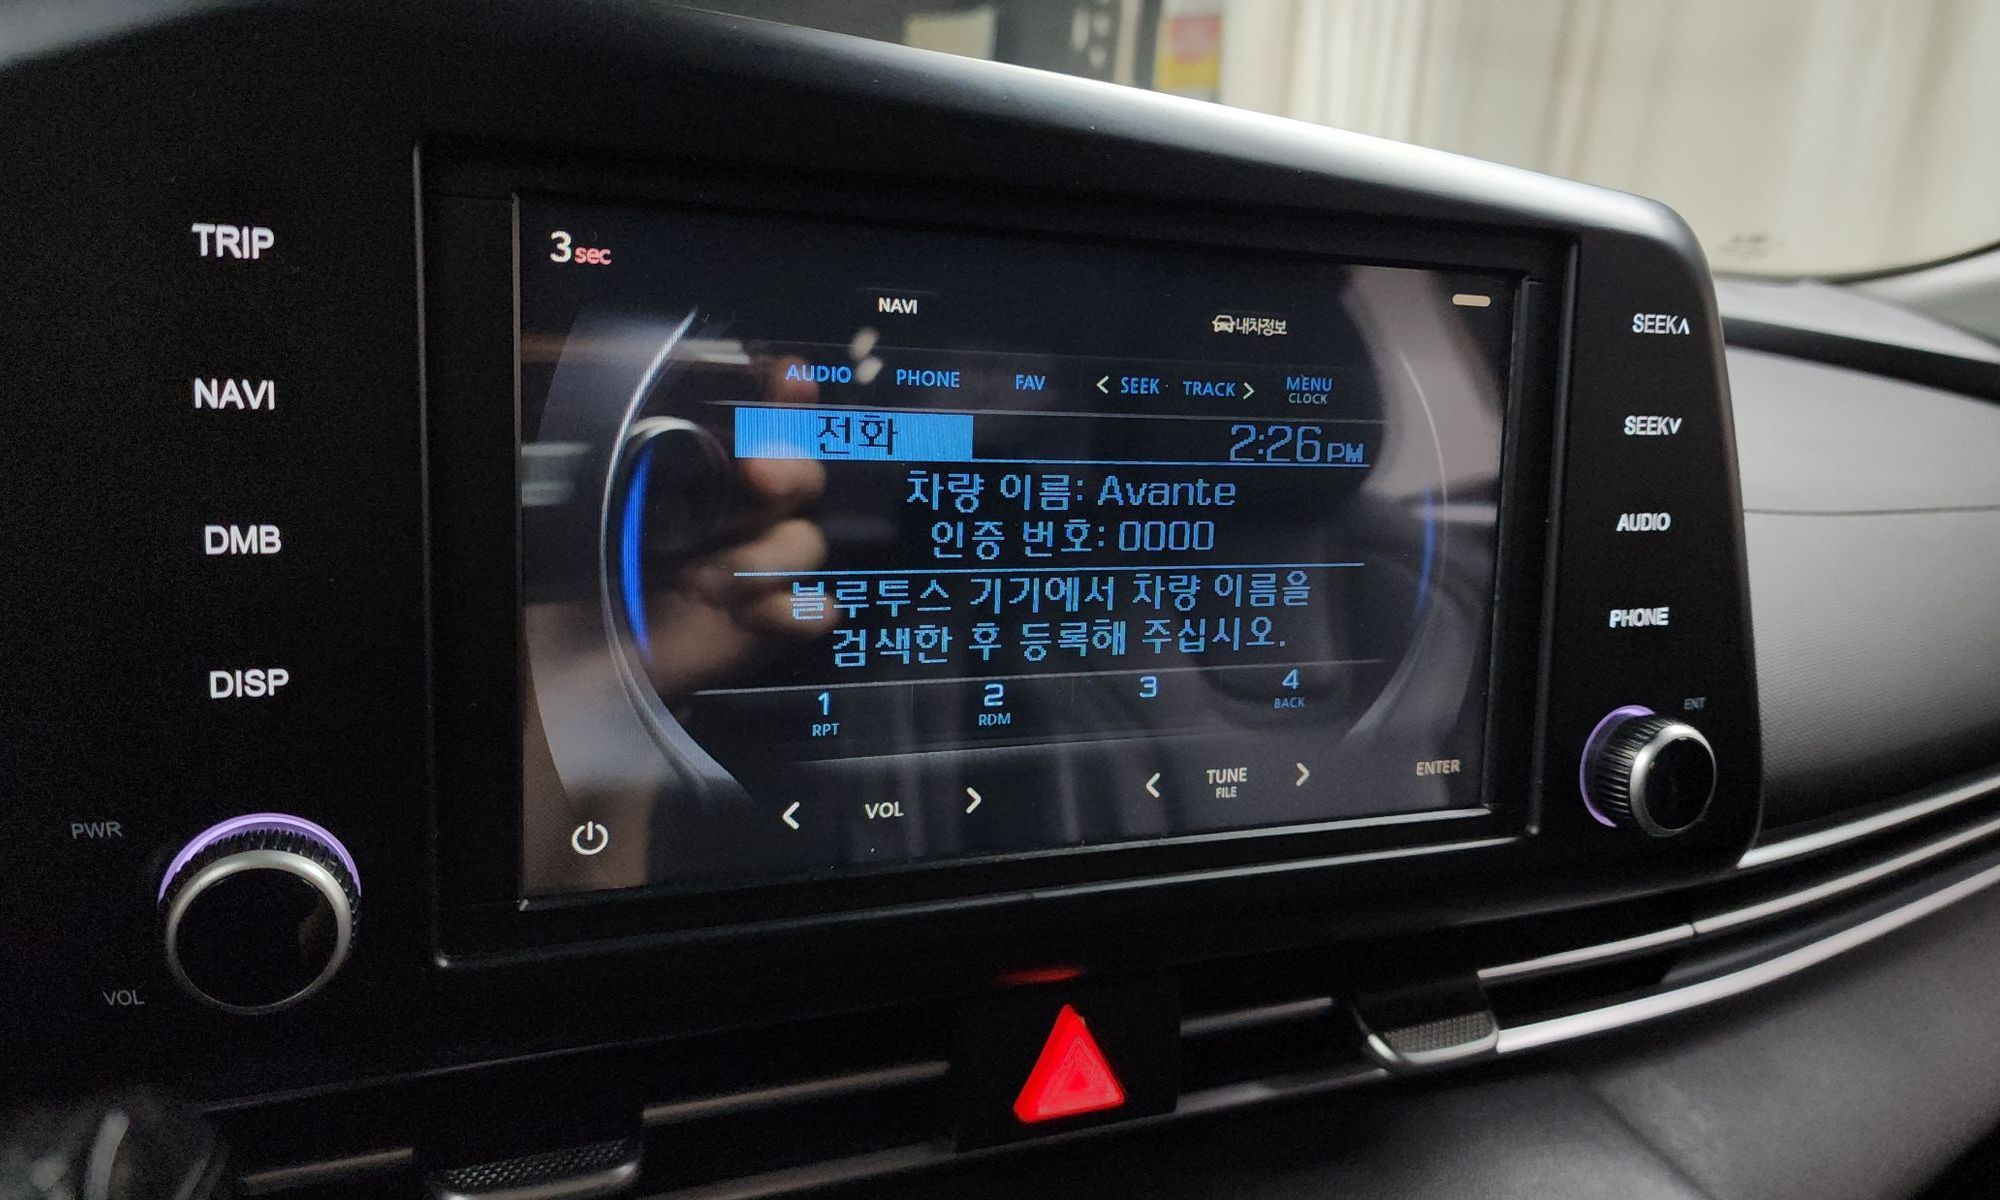 TRIP
NAVI
DMB
DISP
PWR
VOL
3sec
NAVI
내차정보
AUDIO PHONE FAV < SEEK · TRACK > MENU
CLOCK
전화 2:26PM
차량 이름: Avante
인증 번호: 0000
블루투스 기기에서 차량 이름을
검색한 후 등록해 주십시오.
1 2 3 4
RPT RDM BACK
< VOL > < TUNE > ENTER
FILE
SEEK∧
SEEK∨
AUDIO
PHONE
ENT